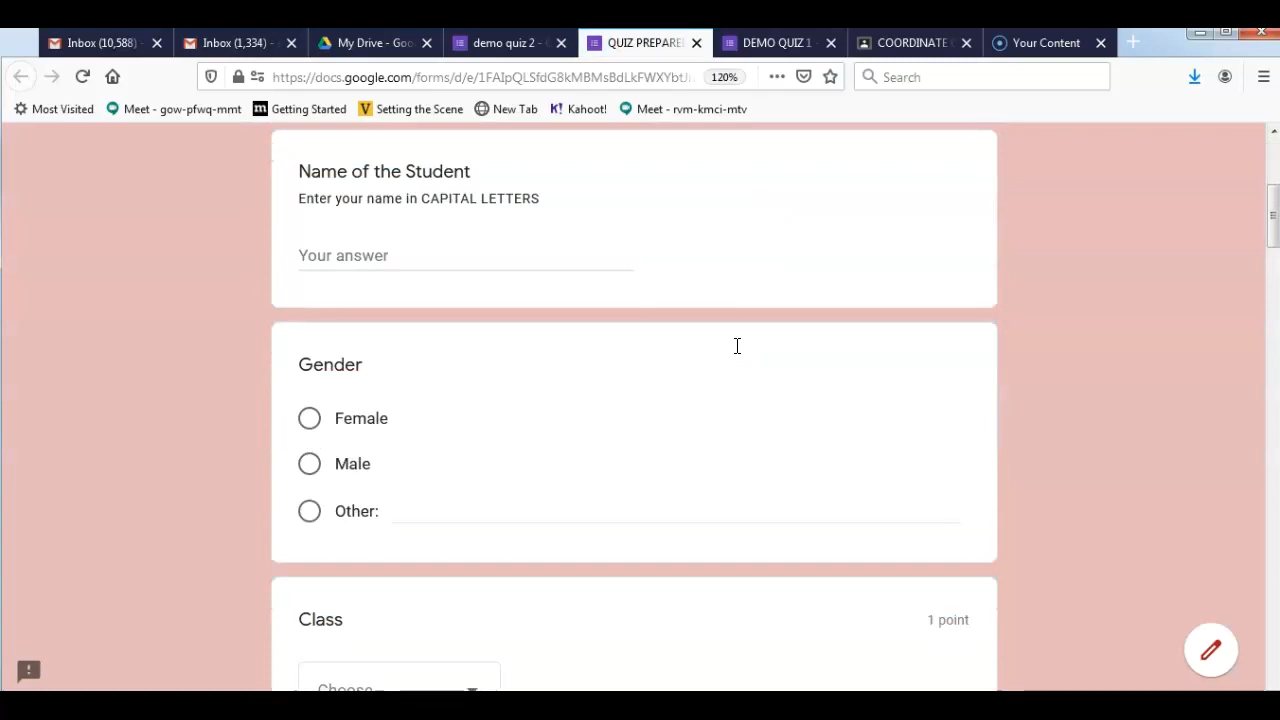 Inbox (10,588)
Inbox (1,334)
My Drive - Goo
demo quiz 2 -
QUIZ PREPARE
DEMO QUIZ 1
COORDINATE
Your Content
https://docs.google.com/forms/d/e/1FAIpQLSfdG8kMBMsBdLkFWXYbtJ
120%
Search
Most Visited
Meet - gow-pfwq-mmt
Getting Started
Setting the Scene
New Tab
Kahoot!
Meet - rvm-kmci-mtv
Name of the Student
Enter your name in CAPITAL LETTERS
Your answer
Gender
Female
Male
Other:
Class
1 point
Choose